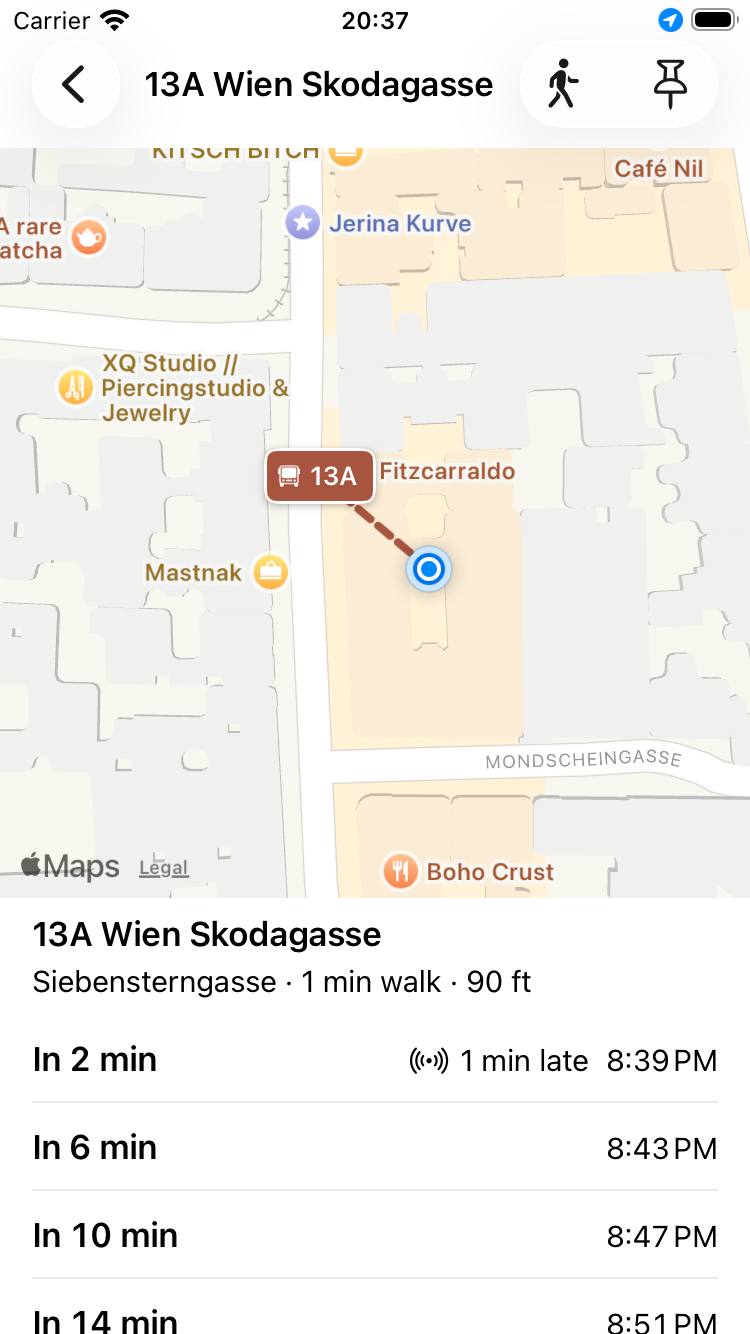 Carrier
20:37
13A Wien Skodagasse
KITSCH BITCH
Café Nil
A rare
atcha
Jerina Kurve
XQ Studio //
Piercingstudio &
Jewelry
13A
Fitzcarraldo
Mastnak
MONDSCHEINGASSE
Maps
Legal
Boho Crust
13A Wien Skodagasse
Siebensterngasse · 1 min walk · 90 ft
In 2 min 1 min late 8:39 PM
In 6 min 8:43 PM
In 10 min 8:47 PM
In 14 min 8:51 PM